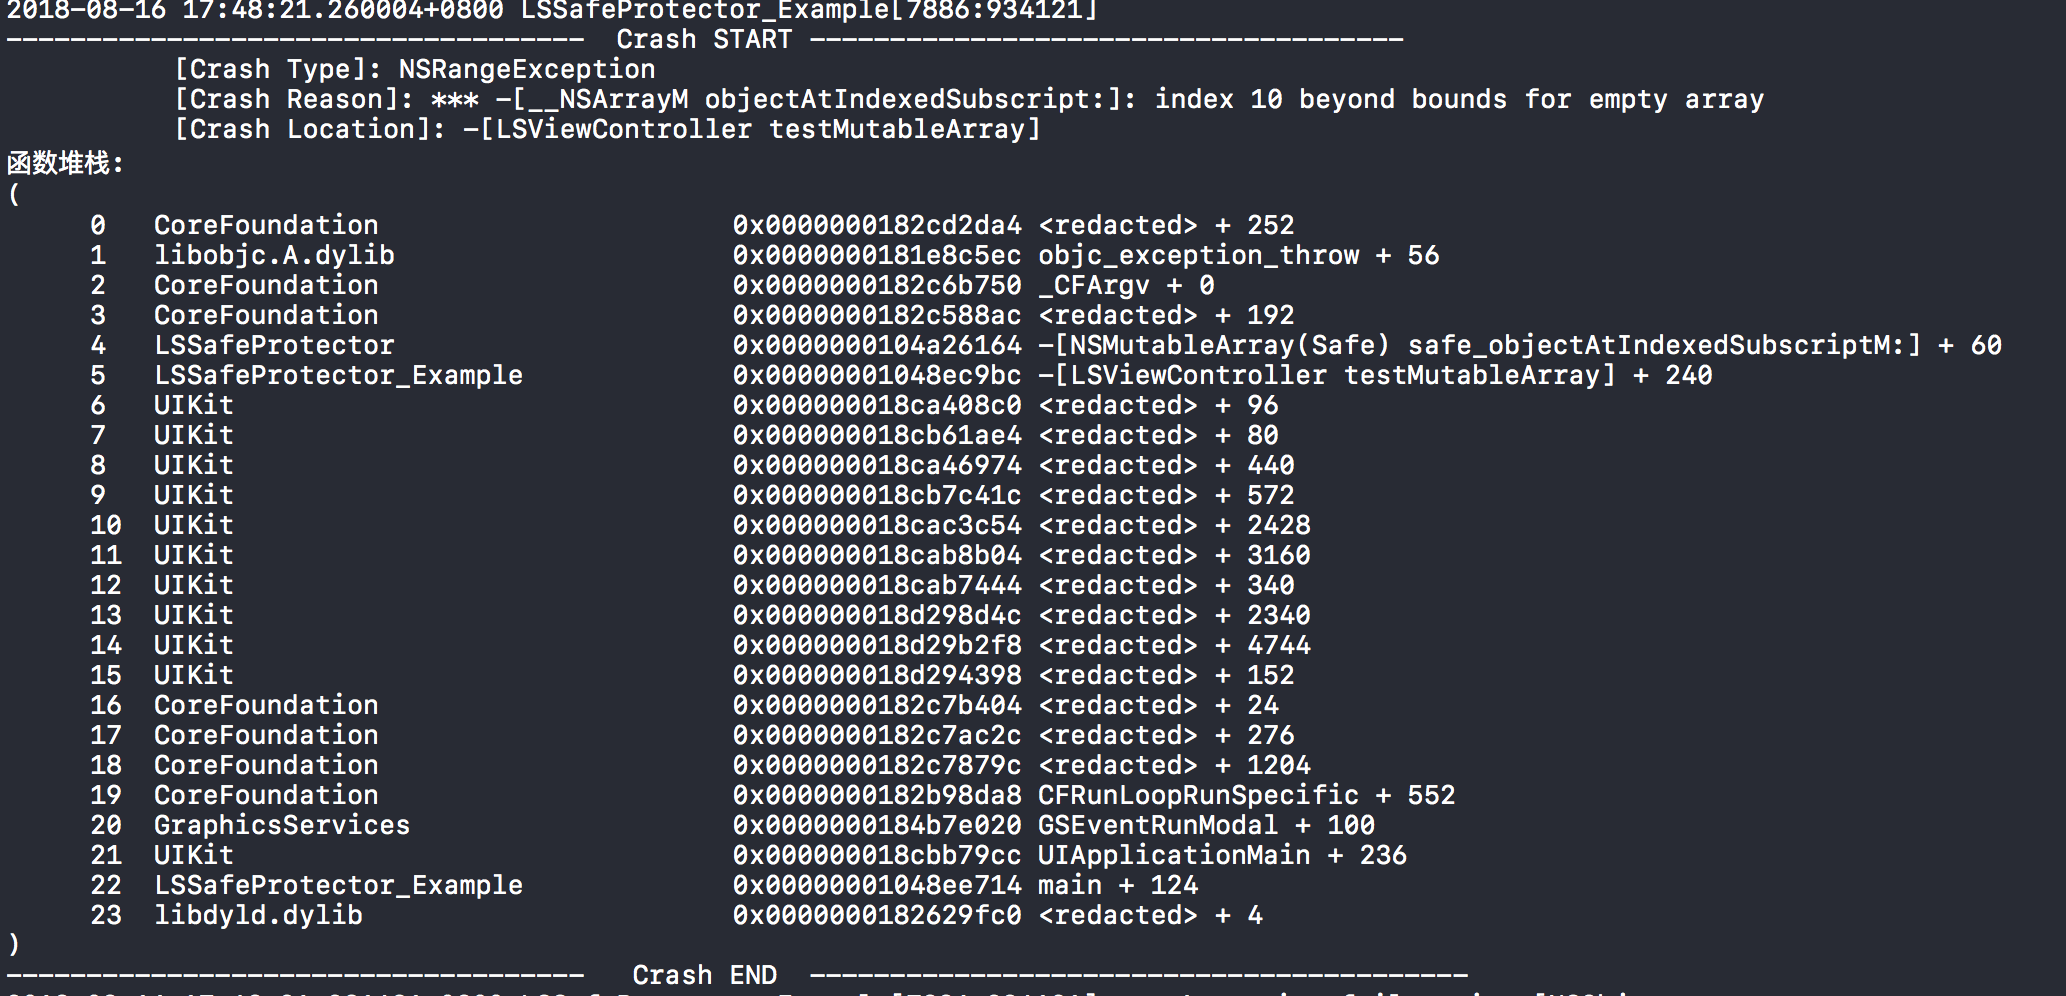 2018-08-16 17:48:21.260004+0800 LSSafeProtector_Example[7886:934121]
------------------------------------ Crash START -------------------------------------
[Crash Type]: NSRangeException
[Crash Reason]: *** -[__NSArrayM objectAtIndexedSubscript:]: index 10 beyond bounds for empty array
[Crash Location]: -[LSViewController testMutableArray]
函数堆栈:
(
0 CoreFoundation 0x0000000182cd2da4 <redacted> + 252
1 libobjc.A.dylib 0x0000000181e8c5ec objc_exception_throw + 56
2 CoreFoundation 0x0000000182c6b750 _CFArgv + 0
3 CoreFoundation 0x0000000182c588ac <redacted> + 192
4 LSSafeProtector 0x0000000104a26164 -[NSMutableArray(Safe) safe_objectAtIndexedSubscriptM:] + 60
5 LSSafeProtector_Example 0x00000001048ec9bc -[LSViewController testMutableArray] + 240
6 UIKit 0x000000018ca408c0 <redacted> + 96
7 UIKit 0x000000018cb61ae4 <redacted> + 80
8 UIKit 0x000000018ca46974 <redacted> + 440
9 UIKit 0x000000018cb7c41c <redacted> + 572
10 UIKit 0x000000018cac3c54 <redacted> + 2428
11 UIKit 0x000000018cab8b04 <redacted> + 3160
12 UIKit 0x000000018cab7444 <redacted> + 340
13 UIKit 0x000000018d298d4c <redacted> + 2340
14 UIKit 0x000000018d29b2f8 <redacted> + 4744
15 UIKit 0x000000018d294398 <redacted> + 152
16 CoreFoundation 0x0000000182c7b404 <redacted> + 24
17 CoreFoundation 0x0000000182c7ac2c <redacted> + 276
18 CoreFoundation 0x0000000182c7879c <redacted> + 1204
19 CoreFoundation 0x0000000182b98da8 CFRunLoopRunSpecific + 552
20 GraphicsServices 0x0000000184b7e020 GSEventRunModal + 100
21 UIKit 0x000000018cbb79cc UIApplicationMain + 236
22 LSSafeProtector_Example 0x00000001048ee714 main + 124
23 libdyld.dylib 0x0000000182629fc0 <redacted> + 4
)
------------------------------------ Crash END -----------------------------------------